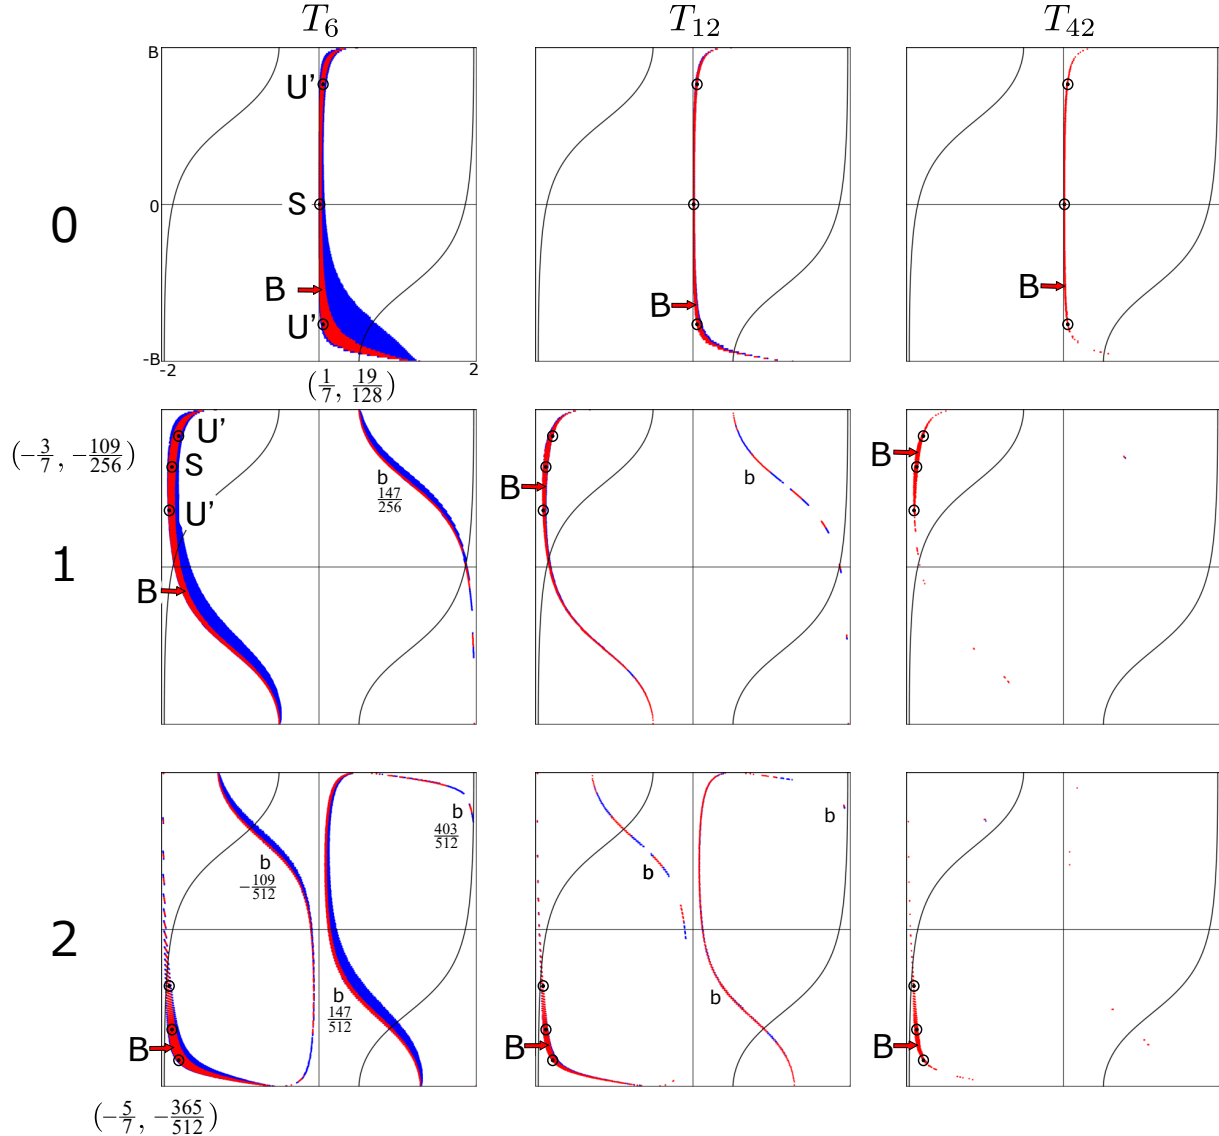 T₆ T₁₂ T₄₂
B
U'
0 0 S
B B B
U'
-B
-2 2
(1/7, 19/128)
(-3/7, -109/256) U'
S B B
b 147/256 b
U'
1
B
b 403/512 b
b -109/512 b
2
b 147/512 b
B B B
(-5/7, -365/512)